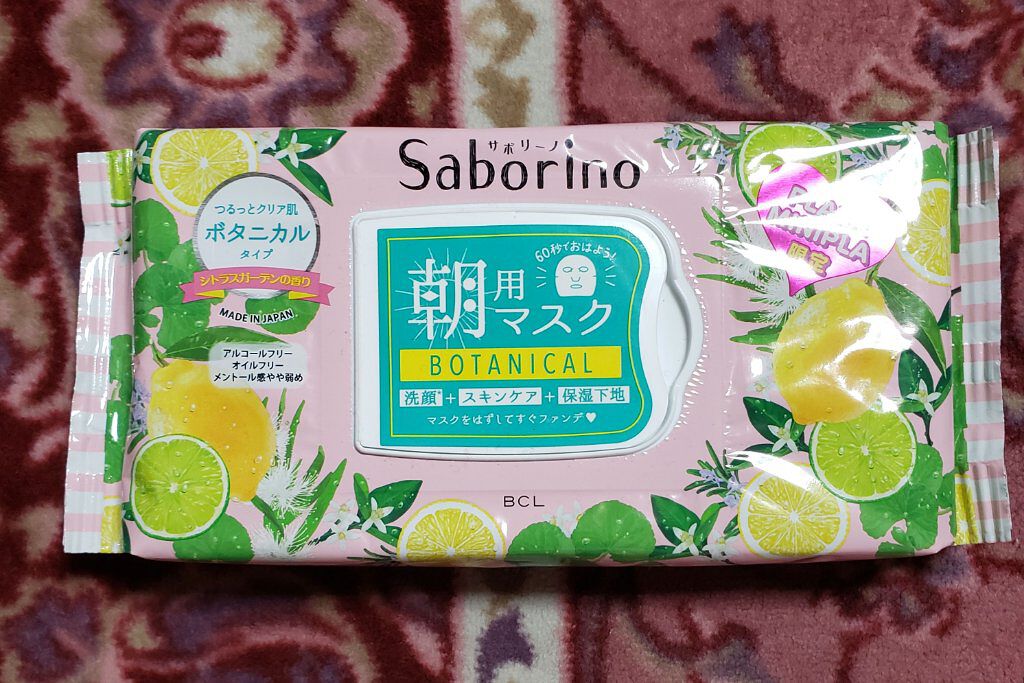 サボリーノ
Saborino
つるっとクリア肌
ボタニカル
タイプ
シトラスガーデンの香り
MADE IN JAPAN
アルコールフリー
オイルフリー
メントール感やや弱め
60秒でおはよう!
朝用
マスク
BOTANICAL
洗顔*+スキンケア+保湿下地
マスクをはずしてすぐファンデ♥
MINIPLA
限定
BCL